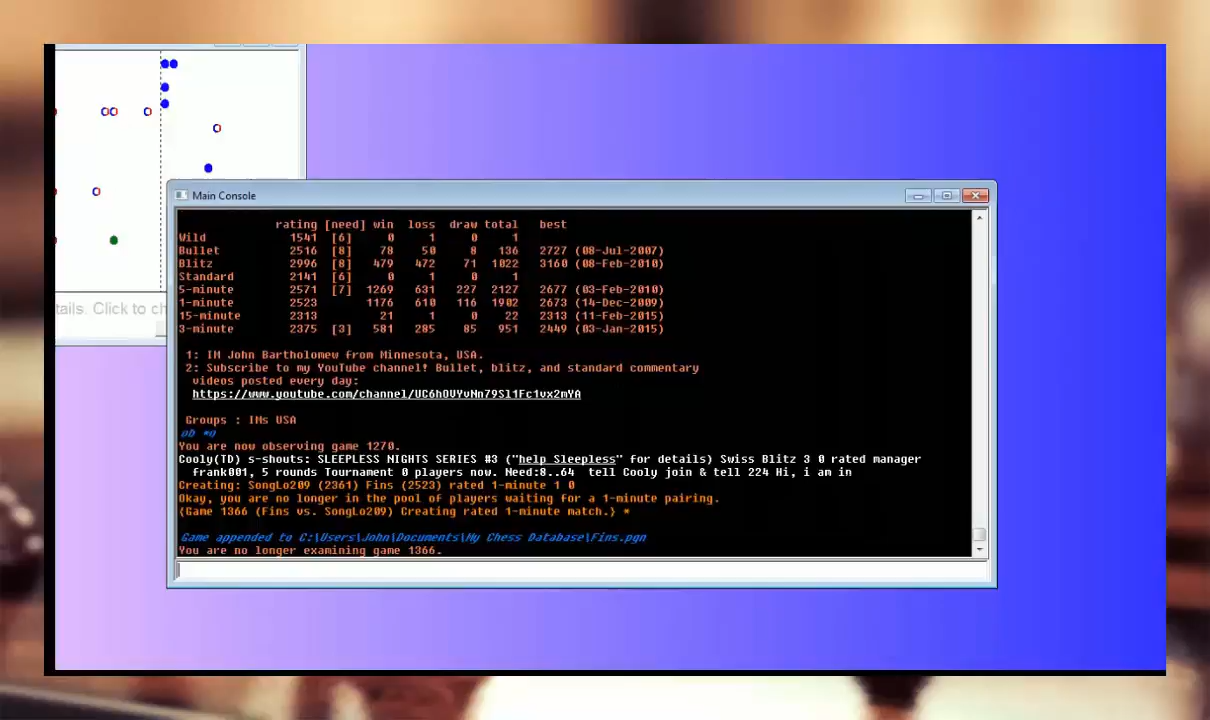 Main Console
rating [need] win loss draw total best
Wild 1541 [6] 0 1 0 1
Bullet 2516 [8] 78 50 8 136 2727 (08-Jul-2007)
Blitz 2996 [8] 479 472 71 1022 3160 (08-Feb-2010)
Standard 2141 [6] 0 1 0 1
5-minute 2571 [7] 1269 631 227 2127 2677 (03-Feb-2010)
1-minute 2523 1176 610 116 1902 2673 (14-Dec-2009)
tails. Click to ch
15-minute 2313 21 1 0 22 2313 (11-Feb-2015)
3-minute 2375 [3] 581 285 85 951 2449 (03-Jan-2015)
1: IM John Bartholomew from Minnesota, USA.
2: Subscribe to my YouTube channel! Bullet, blitz, and standard commentary
videos posted every day:
https://www.youtube.com/channel/UC6hOVYvNn79Sl1Fc1vx2mYA
Groups : IMs USA
ob *o
You are now observing game 1270.
Cooly(TD) s-shouts: SLEEPLESS NIGHTS SERIES #3 ("help Sleepless" for details) Swiss Blitz 3 0 rated manager
frank001, 5 rounds Tournament 0 players now. Need:8..64 tell Cooly join & tell 224 Hi, i am in
Creating: SongLo209 (2361) Fins (2523) rated 1-minute 1 0
Okay, you are no longer in the pool of players waiting for a 1-minute pairing.
{Game 1366 (Fins vs. SongLo209) Creating rated 1-minute match.} *
Game appended to C:\Users\John\Documents\My Chess Database\Fins.pgn
You are no longer examining game 1366.